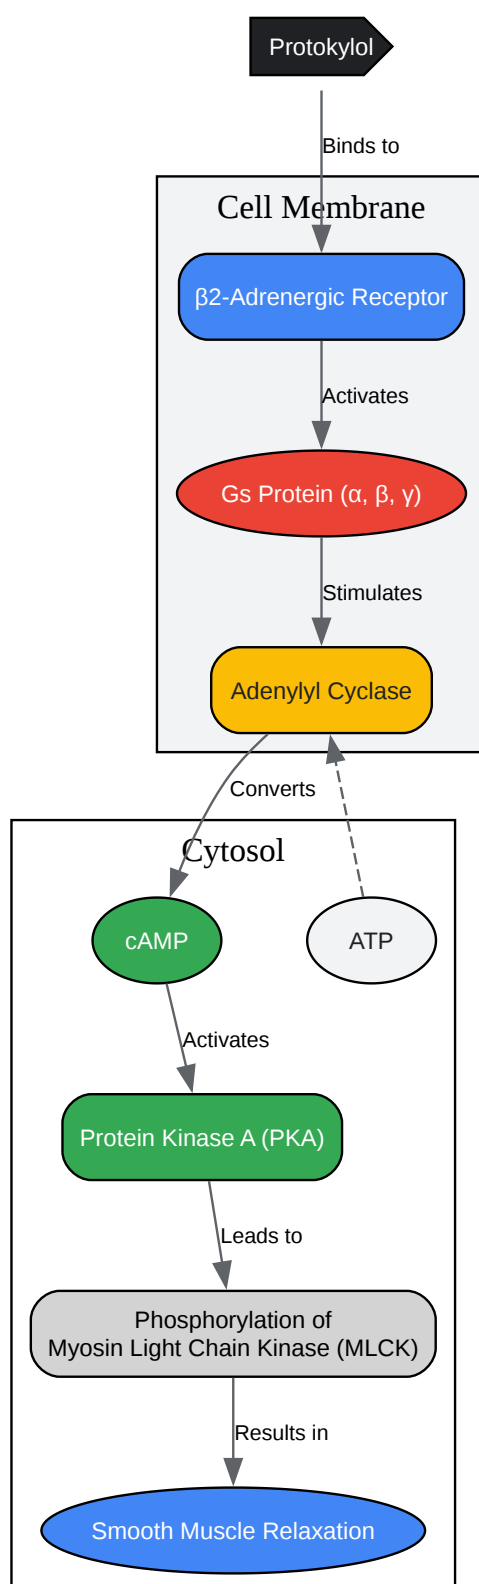 Protokylol
Binds to
Cell Membrane
β2-Adrenergic Receptor
Activates
Gs Protein (α, β, γ)
Stimulates
Adenylyl Cyclase
Converts
Cytosol
cAMP
ATP
Activates
Protein Kinase A (PKA)
Leads to
Phosphorylation of
Myosin Light Chain Kinase (MLCK)
Results in
Smooth Muscle Relaxation